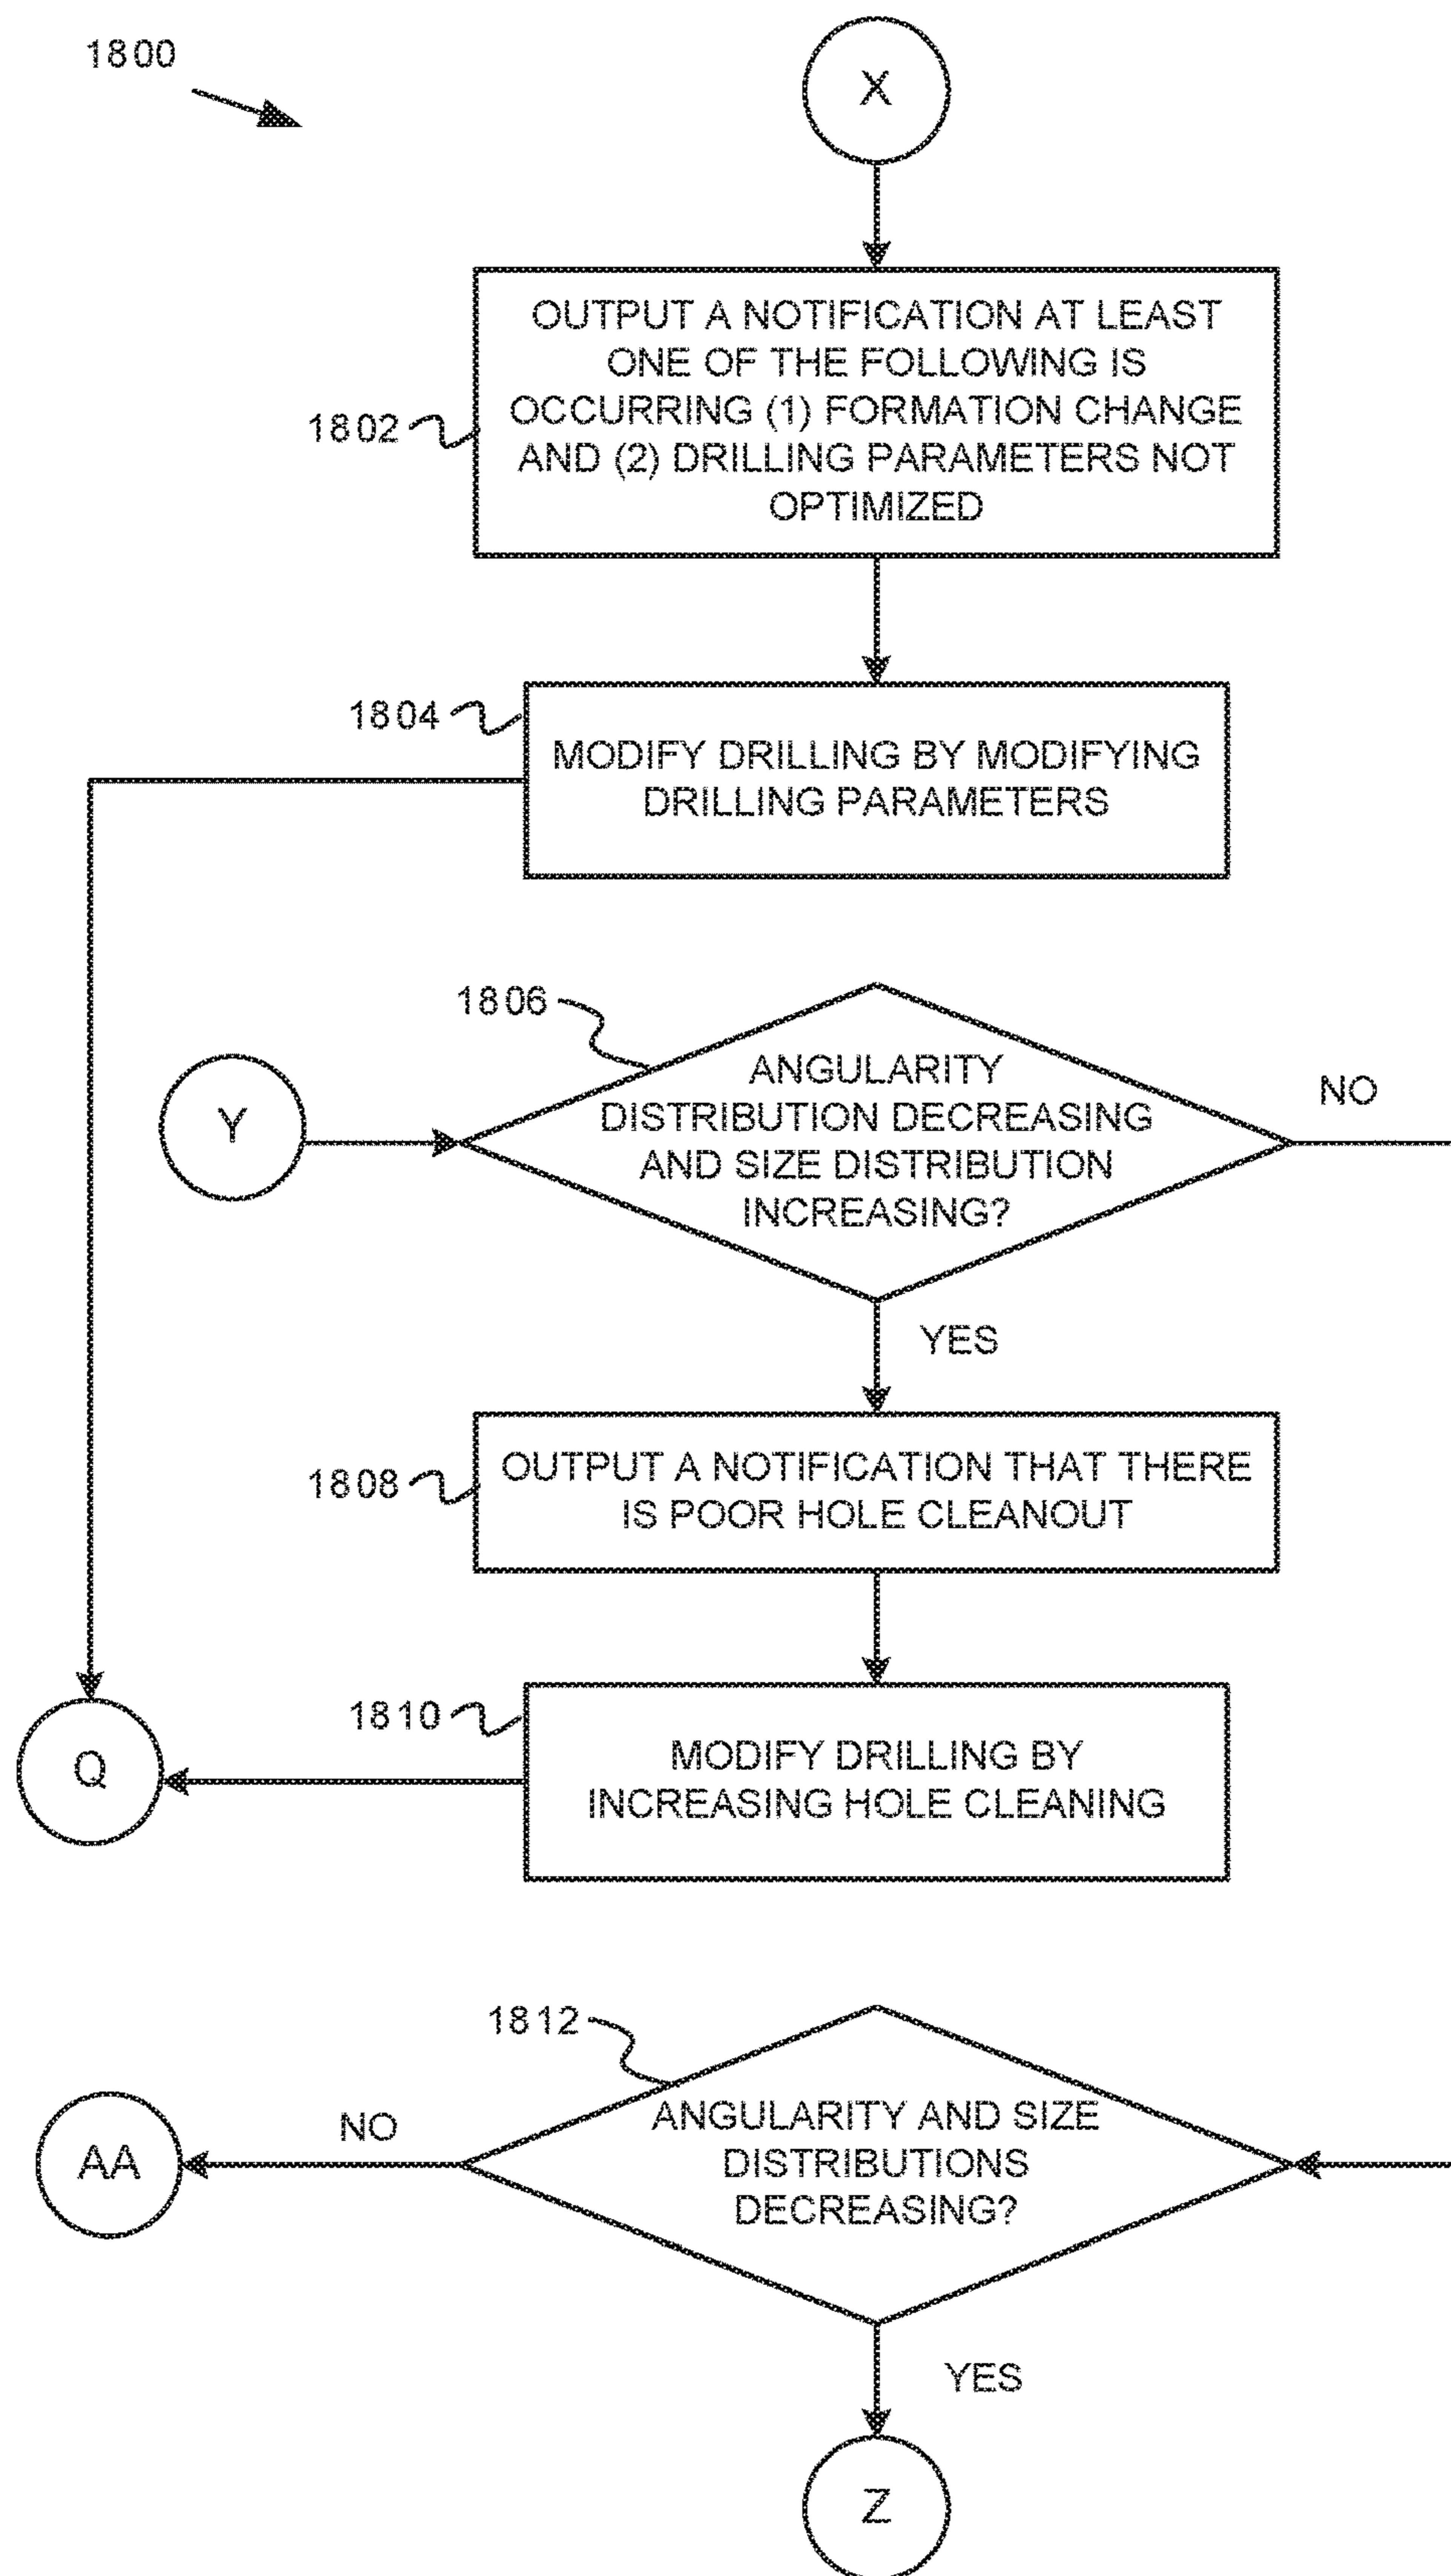 1800
X
OUTPUT A NOTIFICATION AT LEAST
ONE OF THE FOLLOWING IS
OCCURRING (1) FORMATION CHANGE
AND (2) DRILLING PARAMETERS NOT
OPTIMIZED
1802
1804
MODIFY DRILLING BY MODIFYING
DRILLING PARAMETERS
1806
Y
ANGULARITY
DISTRIBUTION DECREASING
AND SIZE DISTRIBUTION
INCREASING?
NO
YES
1808
OUTPUT A NOTIFICATION THAT THERE
IS POOR HOLE CLEANOUT
1810
Q
MODIFY DRILLING BY
INCREASING HOLE CLEANING
1812
AA
NO
ANGULARITY AND SIZE
DISTRIBUTIONS
DECREASING?
YES
Z